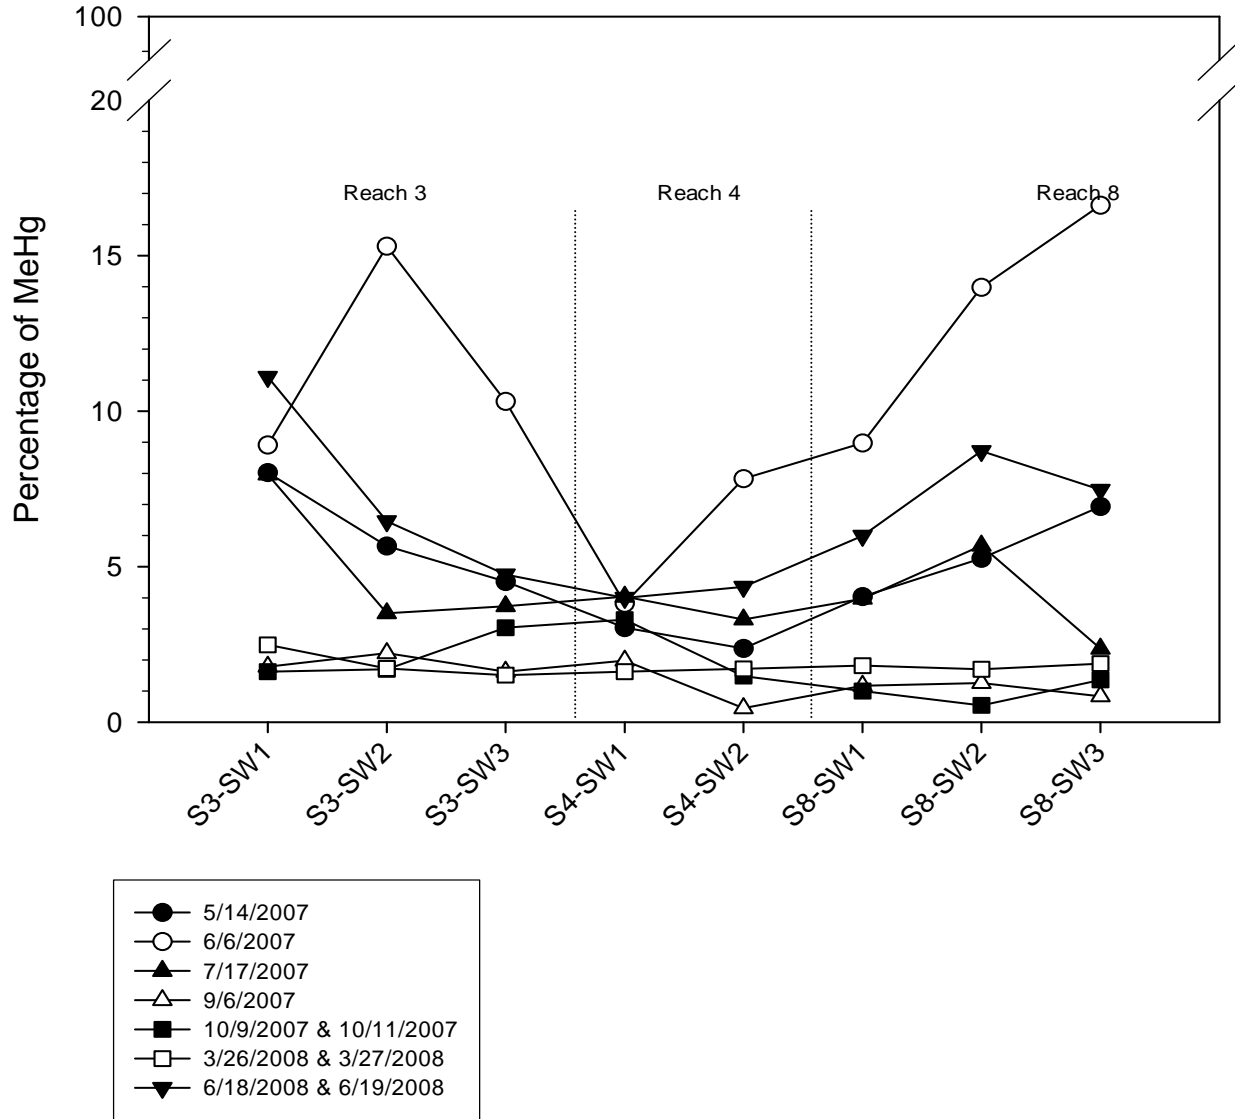 100
20
Reach 3 Reach 4 Reach 8
15
10
5
0
Percentage of MeHg
S3-SW1
S3-SW2
S3-SW3
S4-SW1
S4-SW2
S8-SW1
S8-SW2
S8-SW3
5/14/2007
6/6/2007
7/17/2007
9/6/2007
10/9/2007 & 10/11/2007
3/26/2008 & 3/27/2008
6/18/2008 & 6/19/2008